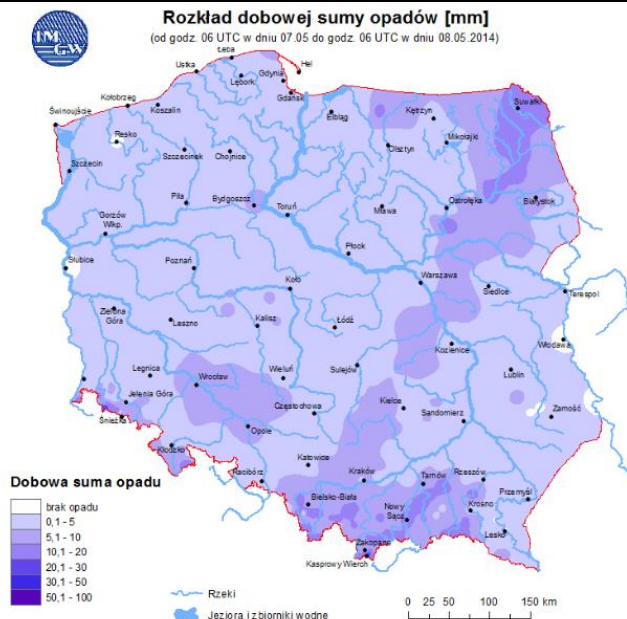 IM
GW
Rozkład dobowej sumy opadów [mm]
(od godz. 06 UTC w dniu 07.05 do godz. 06 UTC w dniu 08.05.2014)
Łeba
Hel
Ustka
Gdynia
Lębork
Gdańsk
Kołobrzeg
Koszalin
Świnoujście
Elbląg
Kętrzyn
Suwałki
Resko
Mikołajki
Szczecinek
Chojnice
Olsztyn
Szczecin
Piła
Bydgoszcz
Toruń
Mława
Ostrołęka
Białystok
Gorzów
Wlkp.
Płock
Słubice
Poznań
Koło
Warszawa
Siedlce
Terespol
Zielona
Góra
Leszno
Kalisz
Łódź
Kozienice
Włodawa
Legnica
Wrocław
Wieluń
Sulejów
Lublin
Jelenia Góra
Śnieżka
Częstochowa
Kielce
Sandomierz
Zamość
Opole
Kłodzko
Racibórz
Katowice
Kraków
Tarnów
Rzeszów
Przemyśl
Bielsko-Biała
Nowy
Sącz
Krosno
Lesko
Zakopane
Kasprowy Wierch
Dobowa suma opadu
brak opadu
0,1 - 5
5,1 - 10
10,1 - 20
20,1 - 30
30,1 - 50
50,1 - 100
Rzeki
Jeziora i zbiorniki wodne
0 25 50 100 150 km